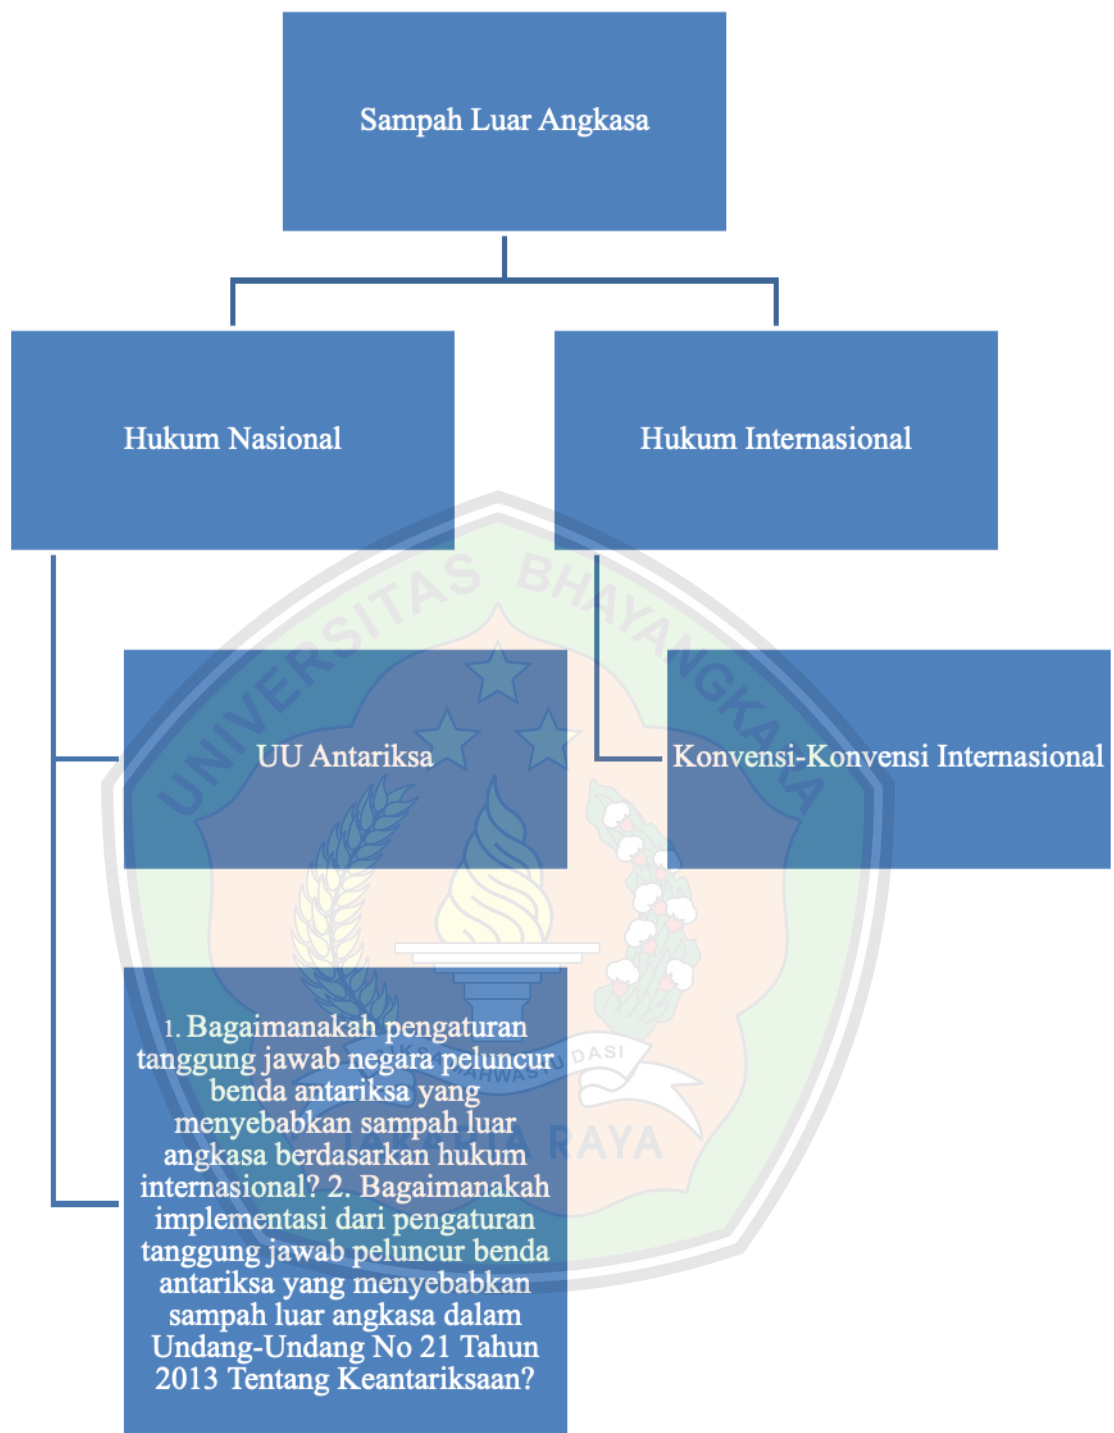 Sampah Luar Angkasa
Hukum Nasional
Hukum Internasional
UNIVERSITAS BHAYANGKARA
UU Antariksa
Konvensi-Konvensi Internasional
1. Bagaimanakah pengaturan
tanggung jawab negara peluncur
benda antariksa yang
menyebabkan sampah luar
angkasa berdasarkan hukum
internasional? 2. Bagaimanakah
implementasi dari pengaturan
tanggung jawab peluncur benda
antariksa yang menyebabkan
sampah luar angkasa dalam
Undang-Undang No 21 Tahun
2013 Tentang Keantariksaan?
DASI
JAKARTA RAYA